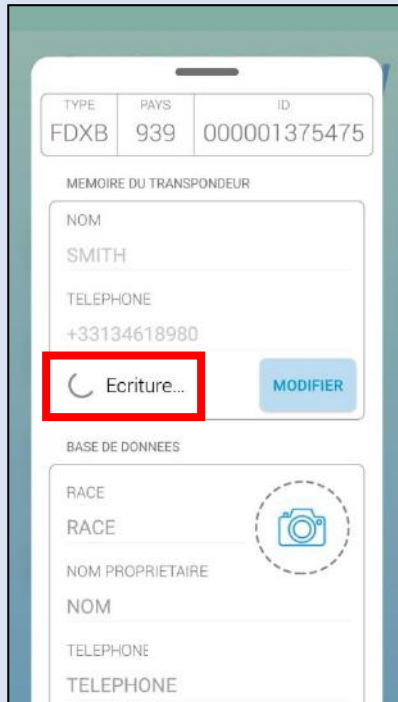 TYPE PAYS ID
FDXB 939 000001375475
MEMOIRE DU TRANSPONDEUR
NOM
SMITH
TELEPHONE
+33134618980
Ecriture... MODIFIER
BASE DE DONNEES
RACE
RACE
NOM PROPRIETAIRE
NOM
TELEPHONE
TELEPHONE